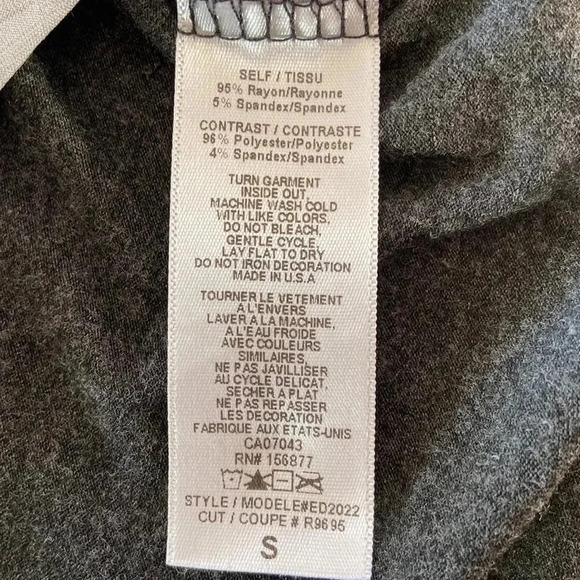 SELF / TISSU
95% Rayon/Rayonne
5% Spandex/Spandex
CONTRAST / CONTRASTE
96% Polyester/Polyester
4% Spandex/Spandex
TURN GARMENT
INSIDE OUT,
MACHINE WASH COLD
WITH LIKE COLORS,
DO NOT BLEACH,
GENTLE CYCLE,
LAY FLAT TO DRY
DO NOT IRON DECORATION
MADE IN U.S.A
TOURNER LE VETEMENT
À L'ENVERS
LAVER A LA MACHINE,
A L'EAU FROIDE
AVEC COULEURS
SIMILAIRES,
NE PAS JAVILLISER
AU CYCLE DELICAT,
SECHER A PLAT
NE PAS REPASSER
LES DECORATION
FABRIQUE AUX ETATS-UNIS
CA07043
RN# 156877
STYLE / MODELE#ED2022
CUT / COUPE # R9695
S